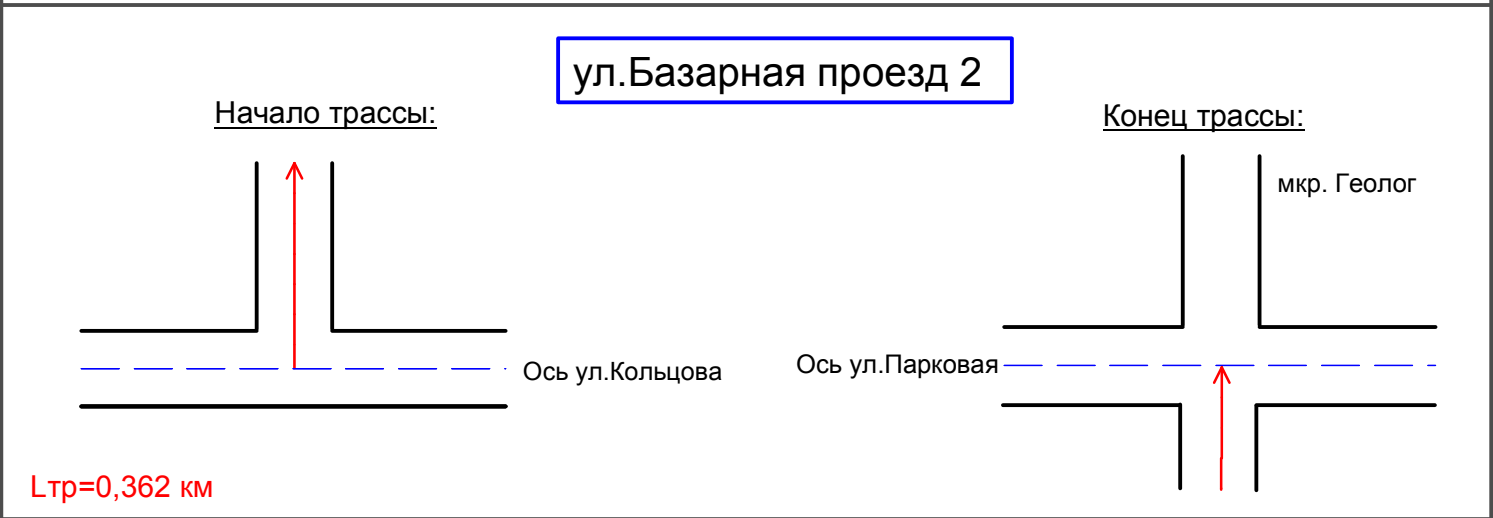 ул.Базарная проезд 2
Начало трассы:
Конец трассы:
мкр. Геолог
Ось ул.Кольцова
Ось ул.Парковая
Lтр=0,362 км